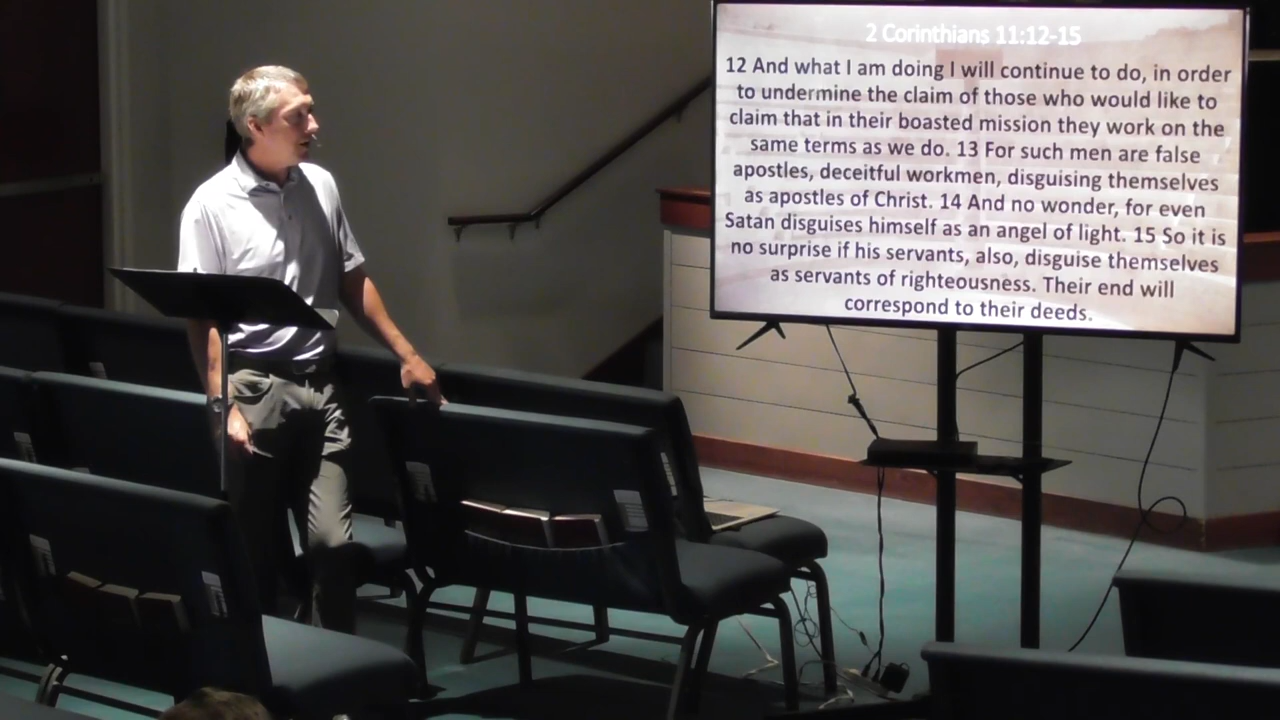 2 Corinthians 11:12-15
12 And what I am doing I will continue to do, in order
to undermine the claim of those who would like to
claim that in their boasted mission they work on the
same terms as we do. 13 For such men are false
apostles, deceitful workmen, disguising themselves
as apostles of Christ. 14 And no wonder, for even
Satan disguises himself as an angel of light. 15 So it is
no surprise if his servants, also, disguise themselves
as servants of righteousness. Their end will
correspond to their deeds.